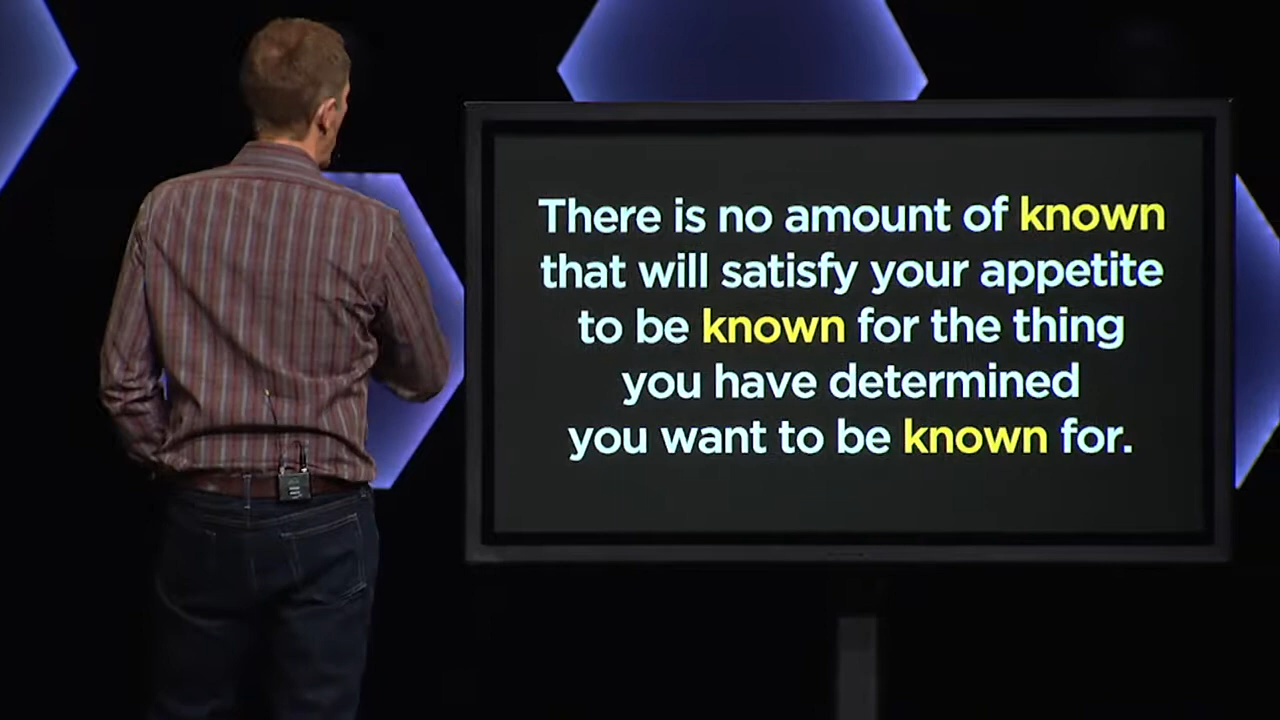 There is no amount of known
that will satisfy your appetite
to be known for the thing
you have determined
you want to be known for.